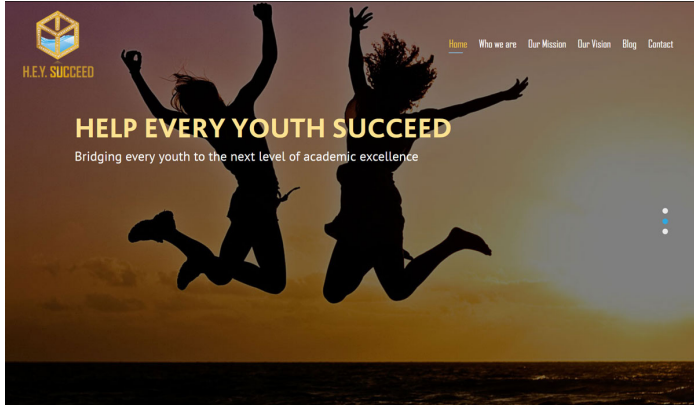 H.E.Y. SUCCEED
Home Who we are Our Mission Our Vision Blog Contact
HELP EVERY YOUTH SUCCEED
Bridging every youth to the next level of academic excellence